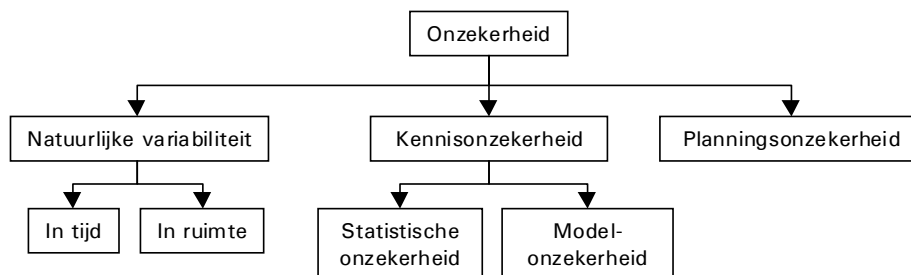 Onzekerheid
Natuurlijke variabiliteit
Kennisonzekerheid
Planningsonzekerheid
In tijd
In ruimte
Statistische
onzekerheid
Model-
onzekerheid